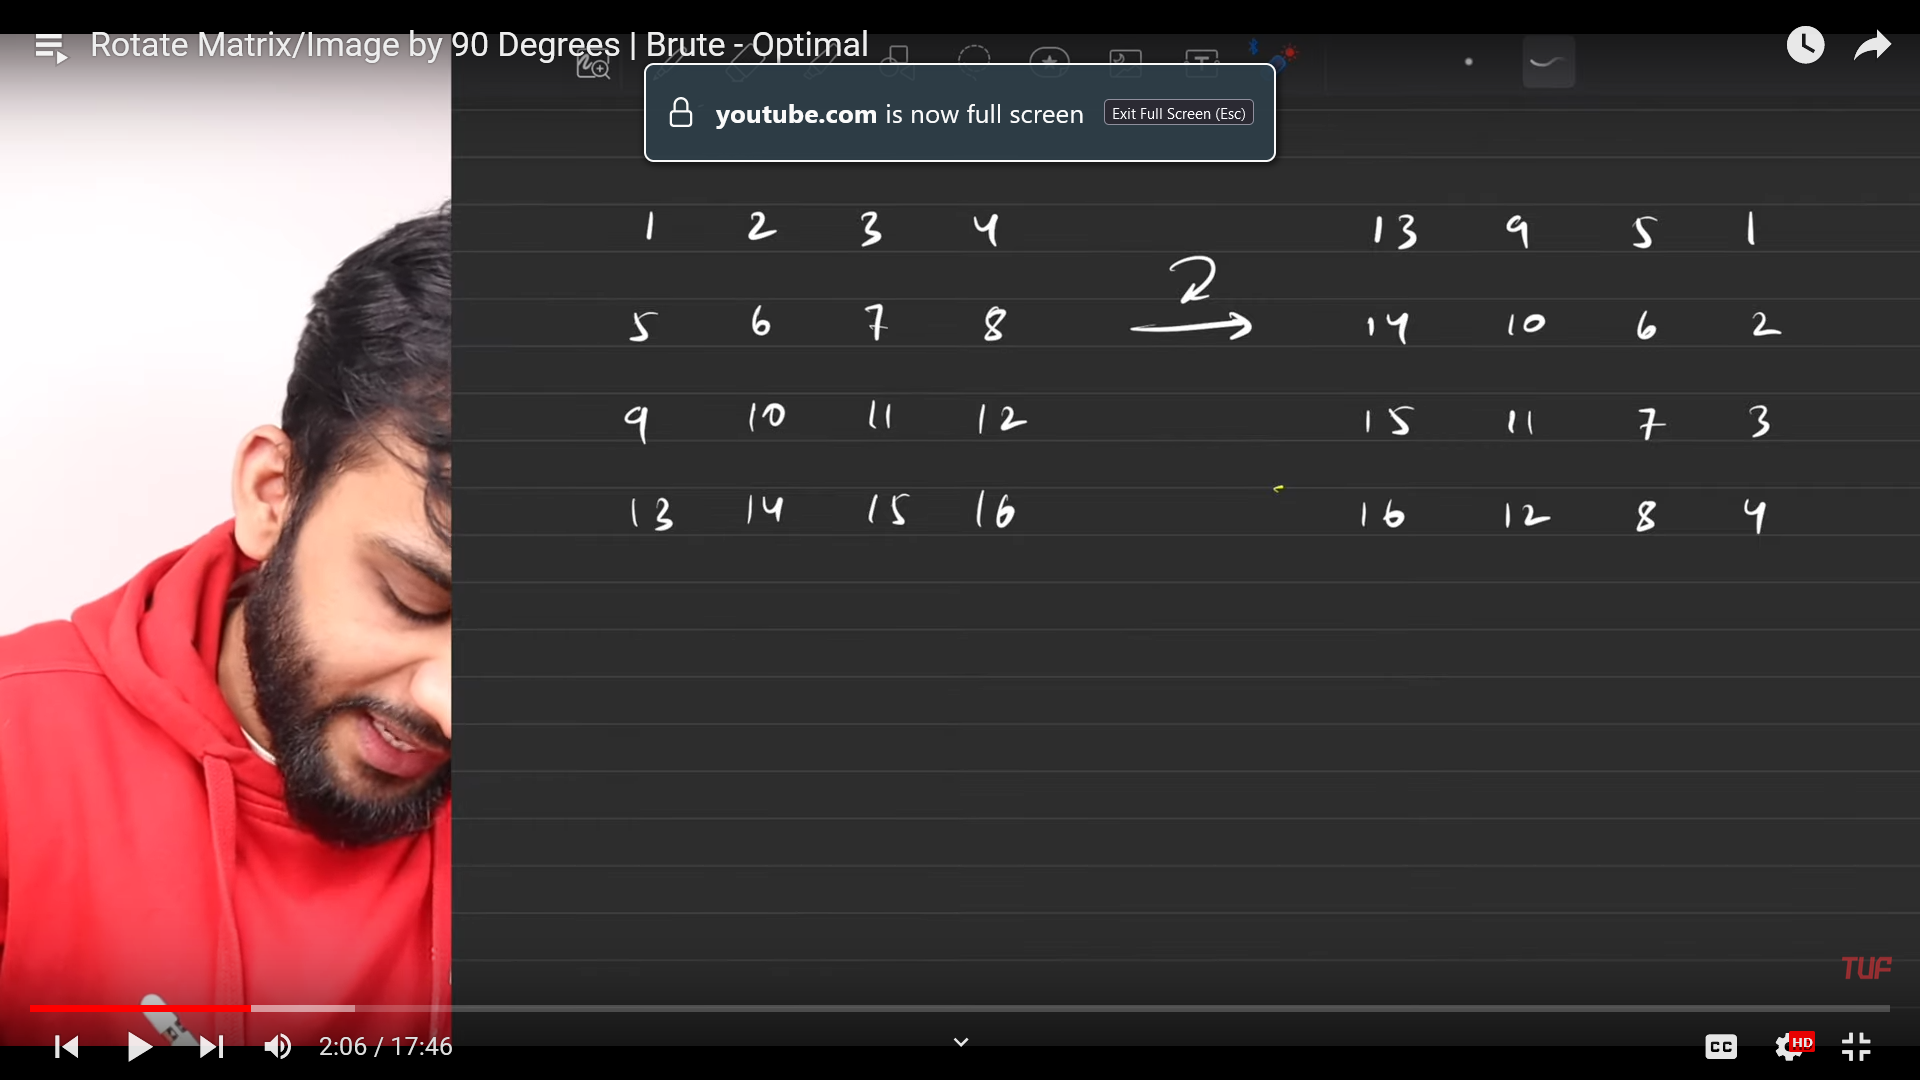 Rotate Matrix/Image by 90 Degrees | Brute - Optimal
youtube.com is now full screen Exit Full Screen (Esc)
1 2 3 4 13 9 5 1
5 6 7 8 14 10 6 2
9 10 11 12 15 11 7 3
13 14 15 16 16 12 8 4
TUF
2:06 / 17:46 CC HD